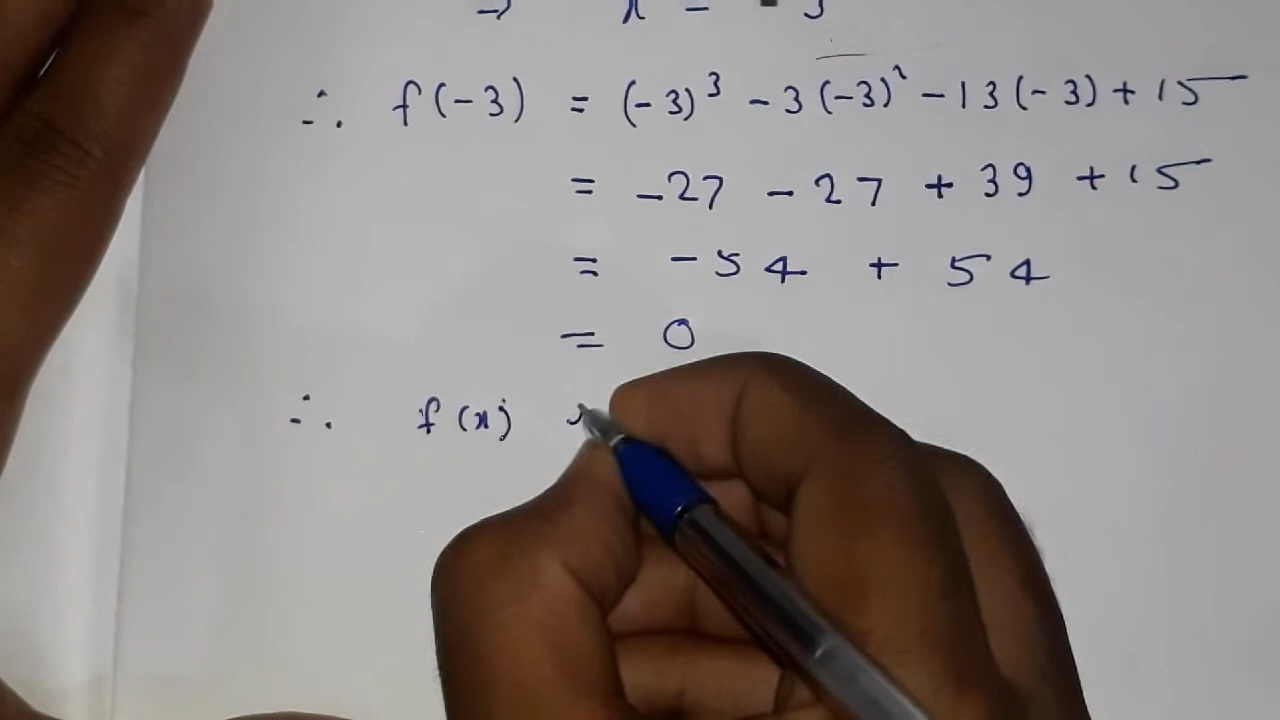 ∴ f(-3) = (-3)³ - 3(-3)² - 13(-3) + 15
= -27 - 27 + 39 + 15
= -54 + 54
= 0
∴ f(x)